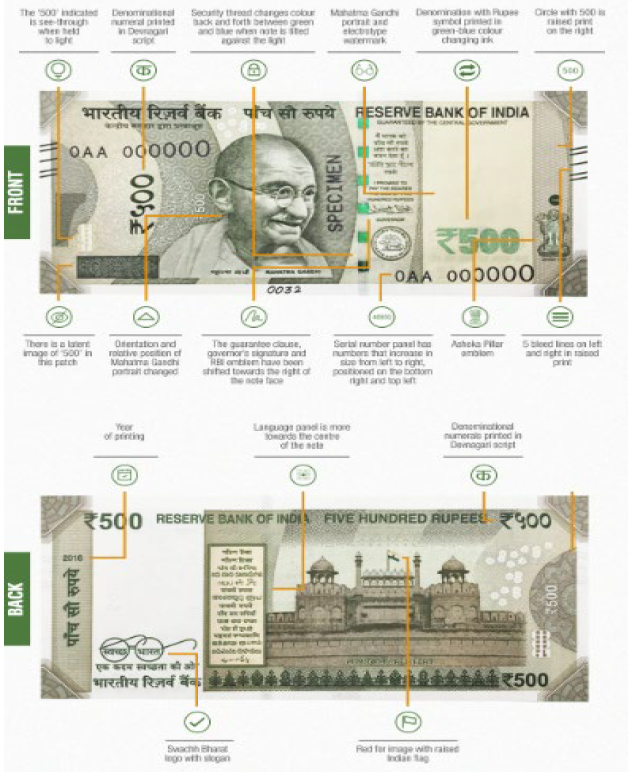 The '500' indicated
is see-through
when held
to light
Denominational
numeral printed
in Devnagari
script
Security thread changes colour
back and forth between green
and blue when note is tilted
against the light
Mahatma Gandhi
portrait and
electrotype
watermark
Denomination with Rupee
symbol printed in
green-blue colour
changing ink
Circle with 500 is
raised print
on the right
क
500
FRONT
भारतीय रिज़र्व बैंक
पाँच सौ रुपये
RESERVE BANK OF INDIA
GUARANTEED BY THE CENTRAL GOVERNMENT
0AA 000000
₹५००
SPECIMEN
I PROMISE TO
PAY THE BEARER
GOVERNOR
₹500
MAHATMA GANDHI
0AA 000000
0032
There is a latent
image of '500' in
this patch
Orientation and
relative position of
Mahatma Gandhi
portrait changed
The guarantee clause,
governor's signature and
RBI emblem have been
shifted towards the right of
the note face
Serial number panel has
numbers that increase in
size from left to right,
positioned on the bottom
right and top left
Ashoka Pillar
emblem
5 bleed lines on left
and right in raised
print
Year
of printing
Language panel is more
towards the centre
of the note
Denominational
numerals printed in
Devnagari script
क
BACK
₹500
RESERVE BANK OF INDIA
FIVE HUNDRED RUPEES
₹५००
2016
पाँच सौ रुपये
₹500
स्वच्छ भारत
एक कदम स्वच्छता की ओर
भारतीय रिज़र्व बैंक
₹500
Swachh Bharat
logo with slogan
Red for image with raised
Indian flag